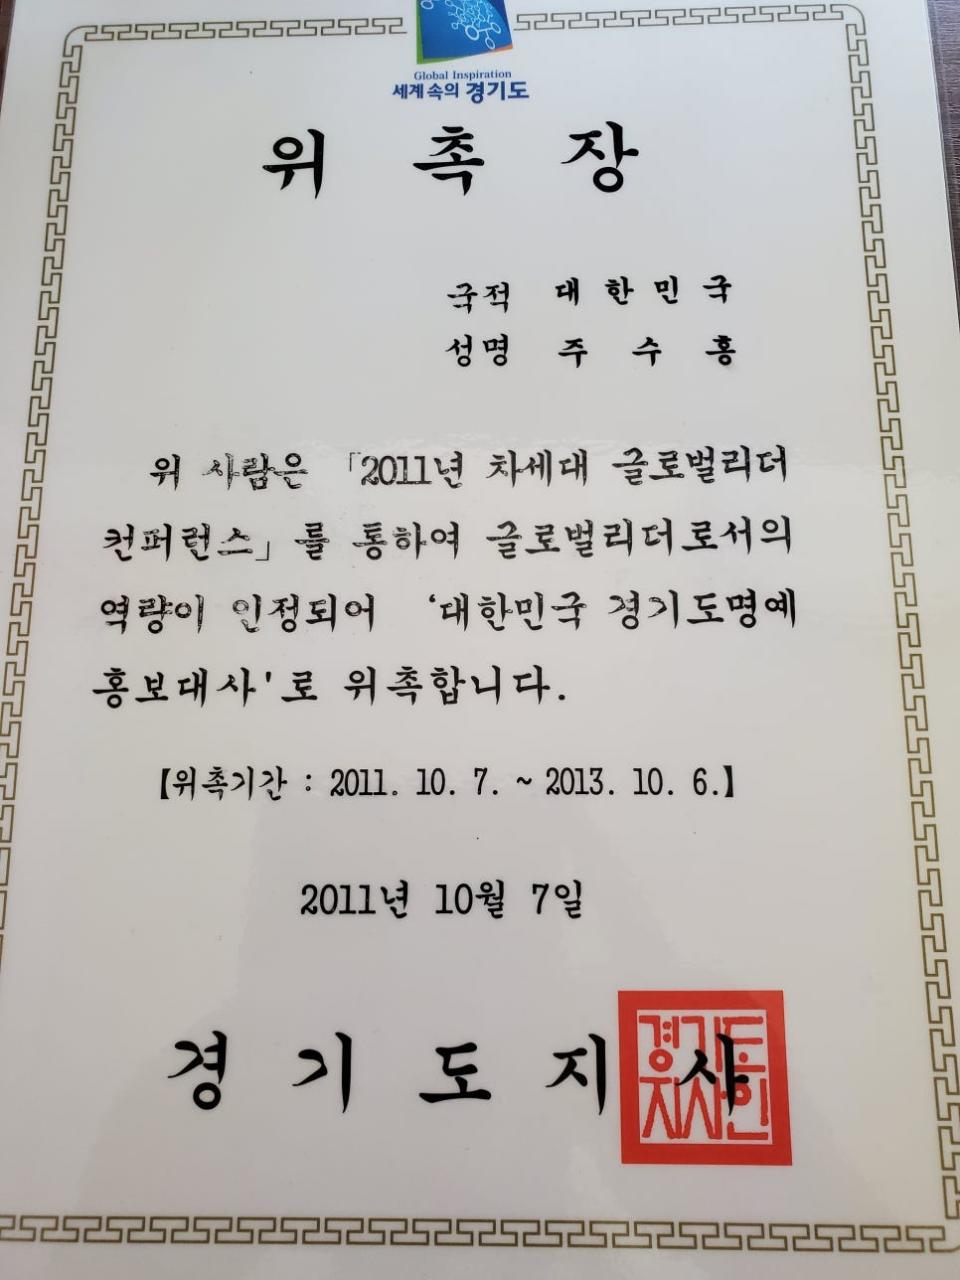 Global Inspiration
세계 속의 경기도
위 촉 장
국적 대 한 민 국
성명 주 수 홍
위 사람은 「2011년 차세대 글로벌리더
컨퍼런스」를 통하여 글로벌리더로서의
역량이 인정되어 '대한민국 경기도명예
홍보대사'로 위촉합니다.
【위촉기간 : 2011. 10. 7. ~ 2013. 10. 6.】
2011년 10월 7일
경 기 도 지 사
경기도
지사인